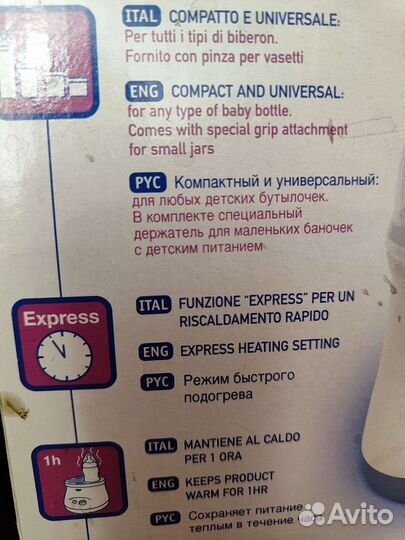 ITAL COMPATTO E UNIVERSALE:
Per tutti i tipi di biberon.
Fornito con pinza per vasetti
ENG COMPACT AND UNIVERSAL:
for any type of baby bottle.
Comes with special grip attachment
for small jars
РУС Компактный и универсальный:
для любых детских бутылочек.
В комплекте специальный
держатель для маленьких баночек
с детским питанием
Express
ITAL FUNZIONE "EXPRESS" PER UN
RISCALDAMENTO RAPIDO
ENG EXPRESS HEATING SETTING
РУС Режим быстрого
подогрева
1h
ITAL MANTIENE AL CALDO
PER 1 ORA
ENG KEEPS PRODUCT
WARM FOR 1HR
РУС Сохраняет питание
теплым в течение часа
Avito